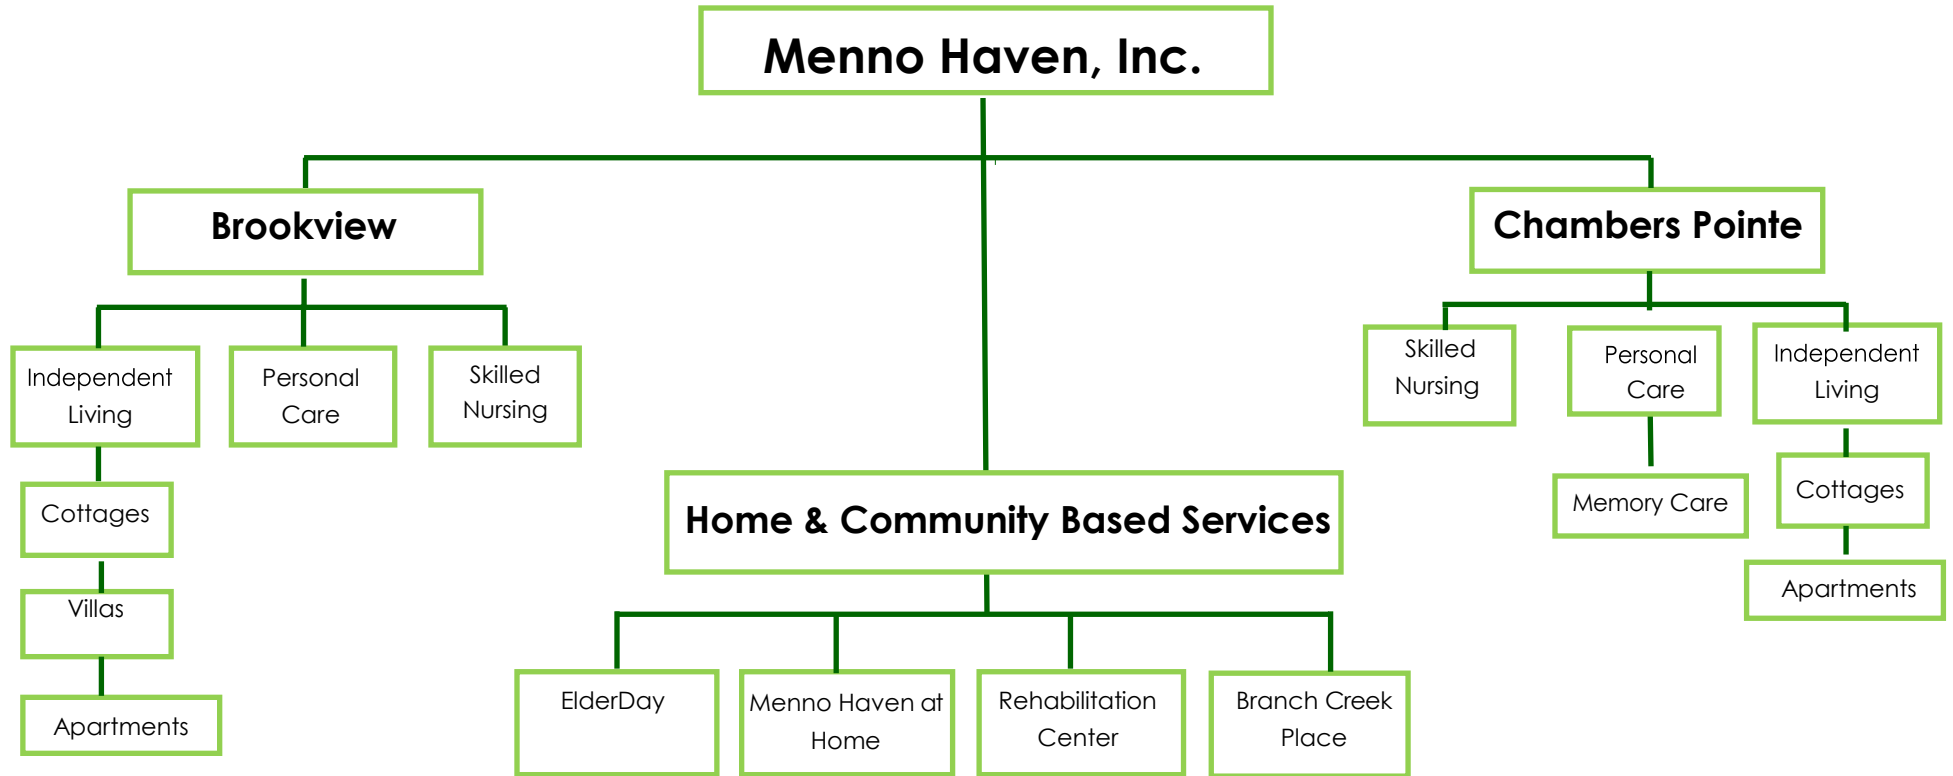 Menno Haven, Inc.
Brookview
Chambers Pointe
Independent
Living
Personal
Care
Skilled
Nursing
Skilled
Nursing
Personal
Care
Independent
Living
Cottages
Villas
Apartments
Memory Care
Cottages
Apartments
Home & Community Based Services
ElderDay
Menno Haven at
Home
Rehabilitation
Center
Branch Creek
Place